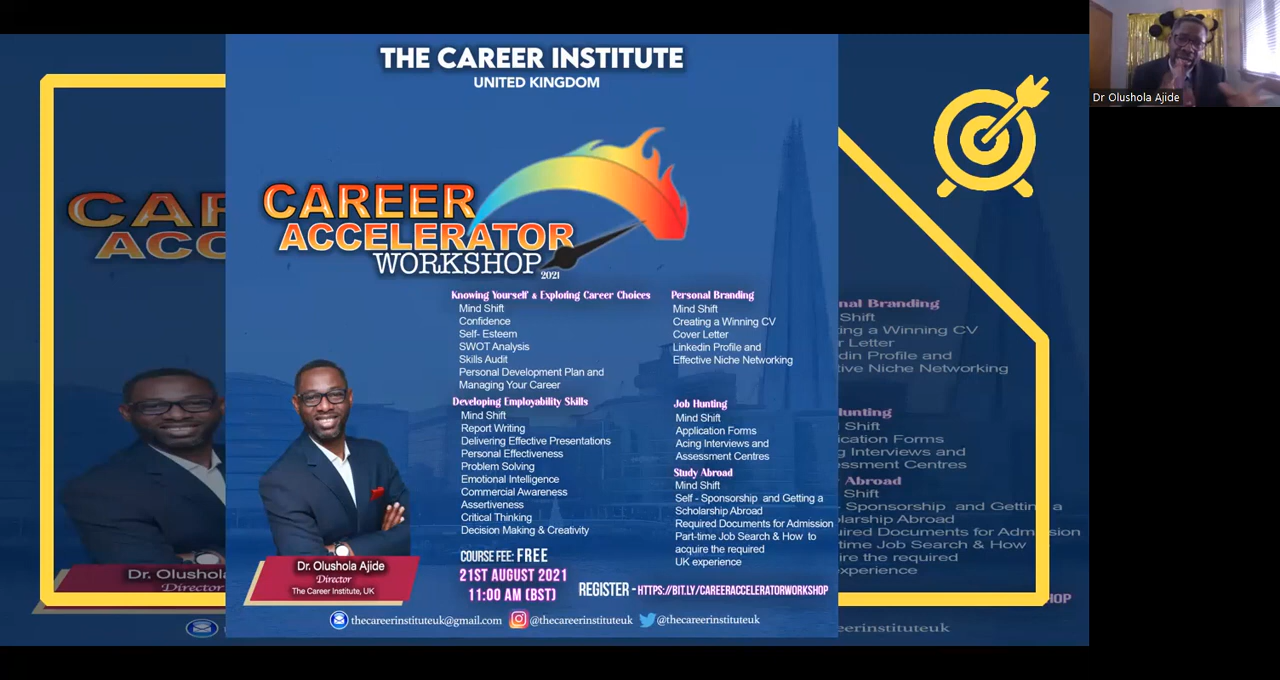 THE CAREER INSTITUTE
UNITED KINGDOM
CAREER
ACCELERATOR
WORKSHOP
2021
Knowing Yourself & Exploring Career Choices
Mind Shift
Confidence
Self- Esteem
SWOT Analysis
Skills Audit
Personal Development Plan and
Managing Your Career
Developing Employability Skills
Mind Shift
Report Writing
Delivering Effective Presentations
Personal Effectiveness
Problem Solving
Emotional Intelligence
Commercial Awareness
Assertiveness
Critical Thinking
Decision Making & Creativity
Personal Branding
Mind Shift
Creating a Winning CV
Cover Letter
Linkedin Profile and
Effective Niche Networking
Job Hunting
Mind Shift
Application Forms
Acing Interviews and
Assessment Centres
Study Abroad
Mind Shift
Self - Sponsorship and Getting a
Scholarship Abroad
Required Documents for Admission
Part-time Job Search & How to
acquire the required
UK experience
COURSE FEE: FREE
21ST AUGUST 2021
11:00 AM (BST)
REGISTER - HTTPS://BIT.LY/CAREERACCELERATORWORKSHOP
Dr. Olushola Ajide
Director
The Career Institute, UK
thecareerinstituteuk@gmail.com @thecareerinstituteuk @thecareerinstituteuk
Dr Olushola Ajide